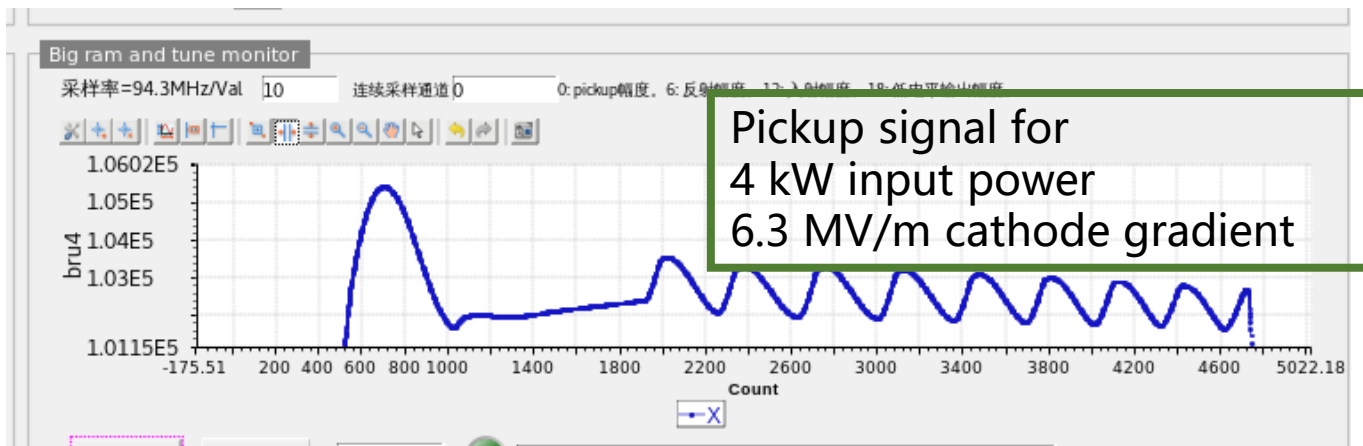 Big ram and tune monitor
采样率=94.3MHz/Val 10 连续采样通道 0 0: pickup幅度, 6: 反射幅度, 12: 入射幅度, 18: 低电平输出幅度
Pickup signal for
4 kW input power
6.3 MV/m cathode gradient
1.0602E5
1.05E5
1.04E5
1.03E5
1.0115E5
bru4
-175.51 200 400 600 800 1000 1400 1800 2200 2600 3000 3400 3800 4200 4600 5022.18
Count
X